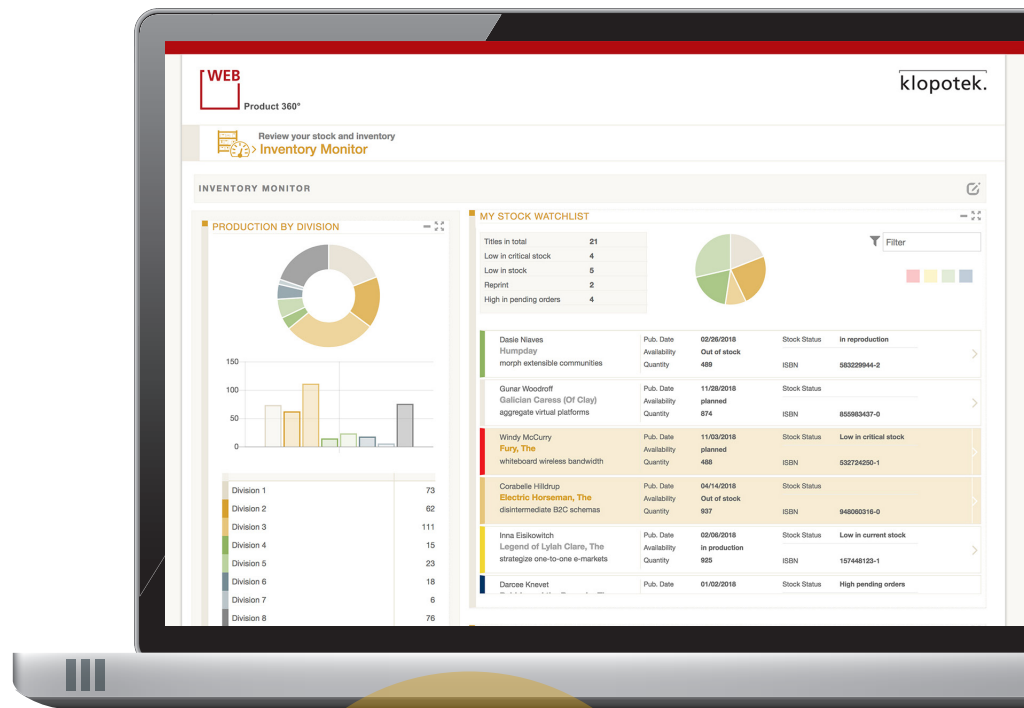 WEB
Product 360°
klopotek.
Review your stock and inventory
Inventory Monitor
INVENTORY MONITOR
PRODUCTION BY DIVISION
150
100
50
0
Division 1 73
Division 2 62
Division 3 111
Division 4 15
Division 5 23
Division 6 18
Division 7 6
Division 8 76
MY STOCK WATCHLIST
Titles in total 21
Low in critical stock 4
Low in stock 5
Reprint 2
High in pending orders 4
Filter
Dasie Niaves Pub. Date 02/26/2018 Stock Status in reproduction
Humpday Availability Out of stock
morph extensible communities Quantity 489 ISBN 583229944-2
Gunar Woodroff Pub. Date 11/28/2018 Stock Status
Galician Caress (Of Clay) Availability planned
aggregate virtual platforms Quantity 874 ISBN 855983437-0
Windy McCurry Pub. Date 11/03/2018 Stock Status Low in critical stock
Fury, The Availability planned
whiteboard wireless bandwidth Quantity 488 ISBN 532724250-1
Corabelle Hilldrup Pub. Date 04/14/2018 Stock Status
Electric Horseman, The Availability Out of stock
disintermediate B2C schemas Quantity 937 ISBN 948060316-0
Inna Eisikowitch Pub. Date 02/06/2018 Stock Status Low in current stock
Legend of Lylah Clare, The Availability in production
strategize one-to-one e-markets Quantity 925 ISBN 157448123-1
Darcee Knevet Pub. Date 01/02/2018 Stock Status High pending orders